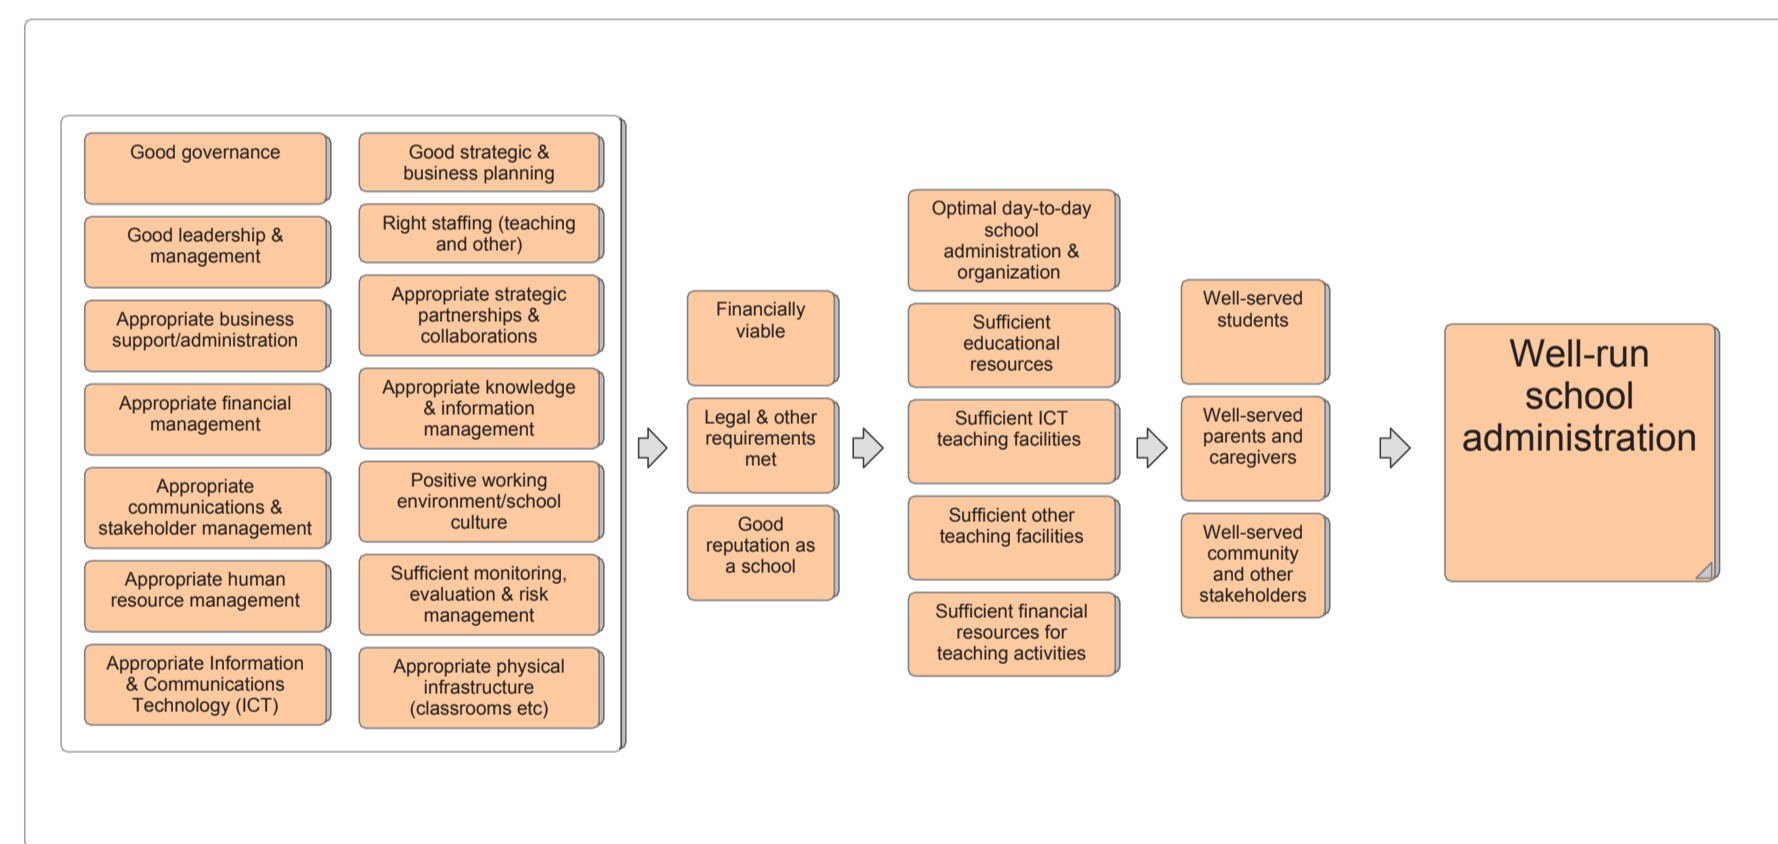 Good governance
Good leadership &
management
Appropriate business
support/administration
Appropriate financial
management
Appropriate
communications &
stakeholder management
Appropriate human
resource management
Appropriate Information
& Communications
Technology (ICT)
Good strategic &
business planning
Right staffing (teaching
and other)
Appropriate strategic
partnerships &
collaborations
Appropriate knowledge
& information
management
Positive working
environment/school
culture
Sufficient monitoring,
evaluation & risk
management
Appropriate physical
infrastructure
(classrooms etc)
Financially
viable
Legal & other
requirements
met
Good
reputation as
a school
Optimal day-to-day
school
administration &
organization
Sufficient
educational
resources
Sufficient ICT
teaching facilities
Sufficient other
teaching facilities
Sufficient financial
resources for
teaching activities
Well-served
students
Well-served
parents and
caregivers
Well-served
community
and other
stakeholders
Well-run
school
administration